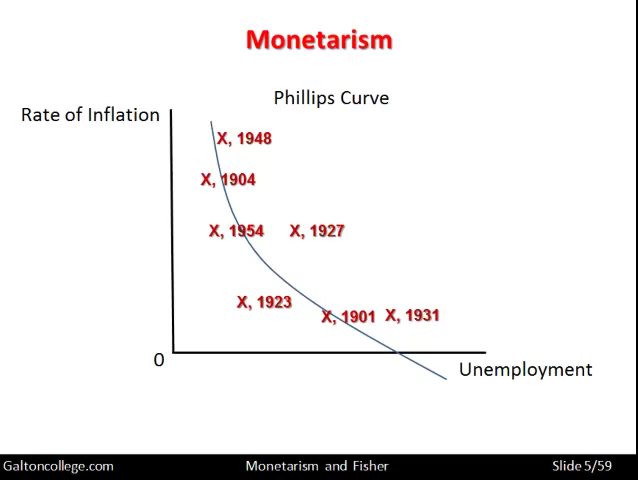 Monetarism
Phillips Curve
Rate of Inflation
X, 1948
X, 1904
X, 1954 X, 1927
X, 1923
X, 1901 X, 1931
0
Unemployment
Galtoncollege.com Monetarism and Fisher Slide 5/59